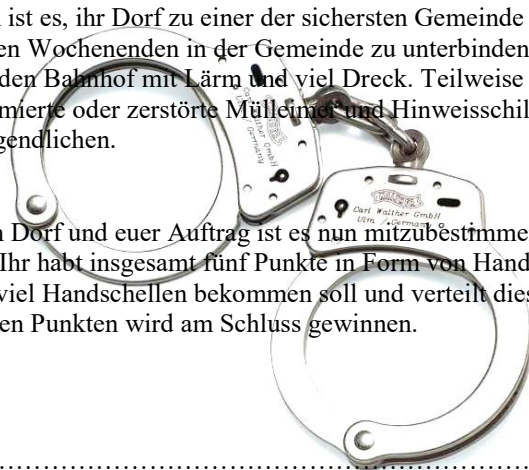 ist es, ihr Dorf zu einer der sichersten Gemeinde
en Wochenenden in der Gemeinde zu unterbinden
den Bahnhof mit Lärm und viel Dreck. Teilweise
mierte oder zerstörte Mülleimer und Hinweisschil
gendlichen.
Carl Walther GmbH
Ulm / Germany
WALTHER
Carl Walther GmbH
Ulm / Germany
n Dorf und euer Auftrag ist es nun mitzubestimme
Ihr habt insgesamt fünf Punkte in Form von Hand
viel Handschellen bekommen soll und verteilt dies
en Punkten wird am Schluss gewinnen.